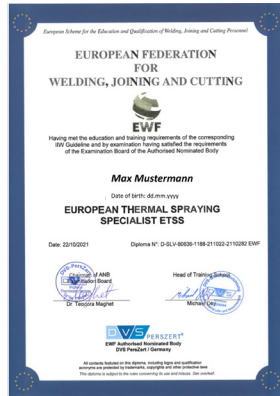 European Scheme for the Education and Qualification of Welding, Joining and Cutting Personnel
EUROPEAN FEDERATION
FOR
WELDING, JOINING AND CUTTING
EWF
Having met the education and training requirements of the corresponding
IIW Guideline and by examination having satisfied the requirements
of the Examination Board of the Authorised Nominated Body
Max Mustermann
Date of birth: dd.mm.yyyy
EUROPEAN THERMAL SPRAYING
SPECIALIST ETSS
Date: 22/10/2021 Diploma N°: D-SLV-80636-1188-211022-2110282 EWF
Chairman of ANB Head of Training School
Examination Board
Dr. Teodora Maghet Michael Dey
DVS PERSZERT®
EWF Authorised Nominated Body
DVS PersZert / Germany
All contents featured on this diploma, including logos and qualification
acronyms are protected by trademarks, copyrights and other protective laws
This diploma is subject to the rules concerning its use and misuse. See overleaf.